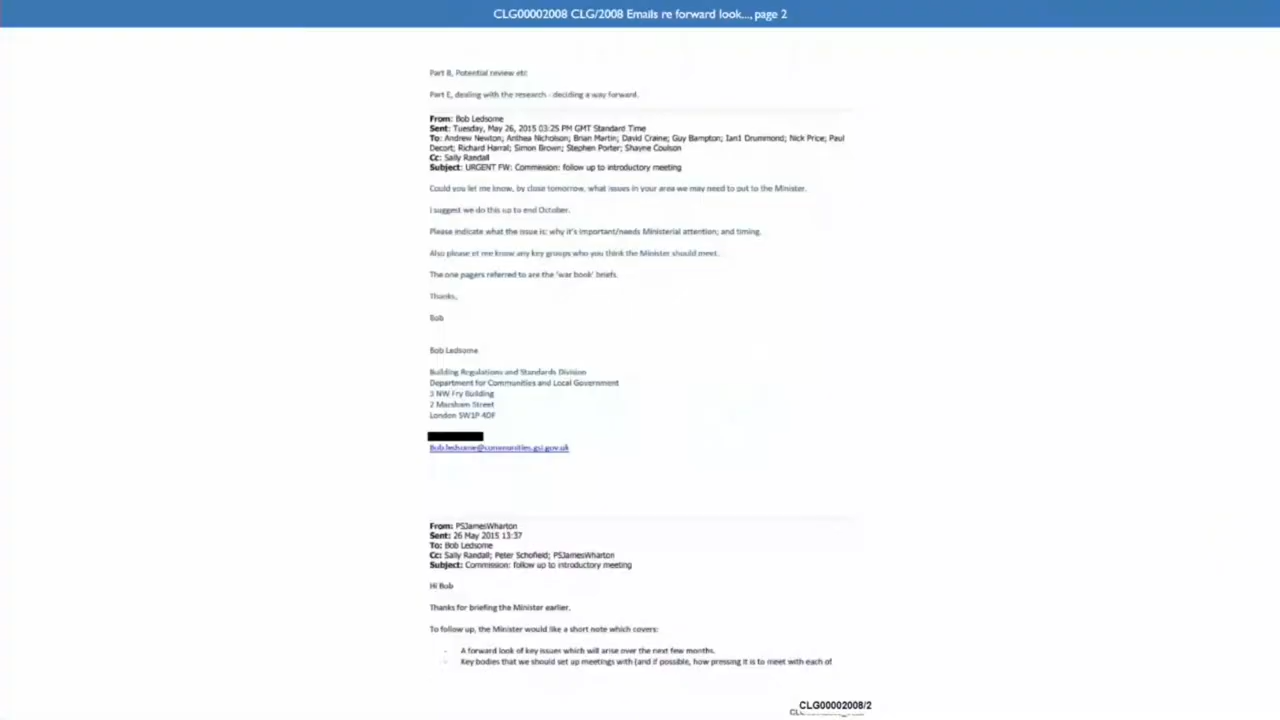 CLG00002008 CLG/2008 Emails re forward look..., page 2
Part B, Potential review etc
Part E, dealing with the research - deciding a way forward.
From: Bob Ledsome
Sent: Tuesday, May 26, 2015 03:25 PM GMT Standard Time
To: Andrew Newton; Anthea Nicholson; Brian Martin; David Craine; Guy Bampton; Ian1 Drummond; Nick Price; Paul
Decort; Richard Harral; Simon Brown; Stephen Porter; Shayne Coulson
Cc: Sally Randall
Subject: URGENT FW: Commission: follow up to introductory meeting
Could you let me know, by close tomorrow, what issues in your area we may need to put to the Minister.
I suggest we do this up to end October.
Please indicate what the issue is; why it's important/needs Ministerial attention; and timing.
Also please et me know any key groups who you think the Minister should meet.
The one pagers referred to are the 'war book' briefs.
Thanks,
Bob
Bob Ledsome
Building Regulations and Standards Division
Department for Communities and Local Government
3 NW Fry Building
2 Marsham Street
London SW1P 4DF
Bob.ledsome@communities.gsi.gov.uk
From: PSJamesWharton
Sent: 26 May 2015 13:37
To: Bob Ledsome
Cc: Sally Randall; Peter Schofield; PSJamesWharton
Subject: Commission: follow up to introductory meeting
Hi Bob
Thanks for briefing the Minister earlier.
To follow up, the Minister would like a short note which covers:
- A forward look of key issues which will arise over the next few months.
- Key bodies that we should set up meetings with (and if possible, how pressing it is to meet with each of
CLG00002008/2